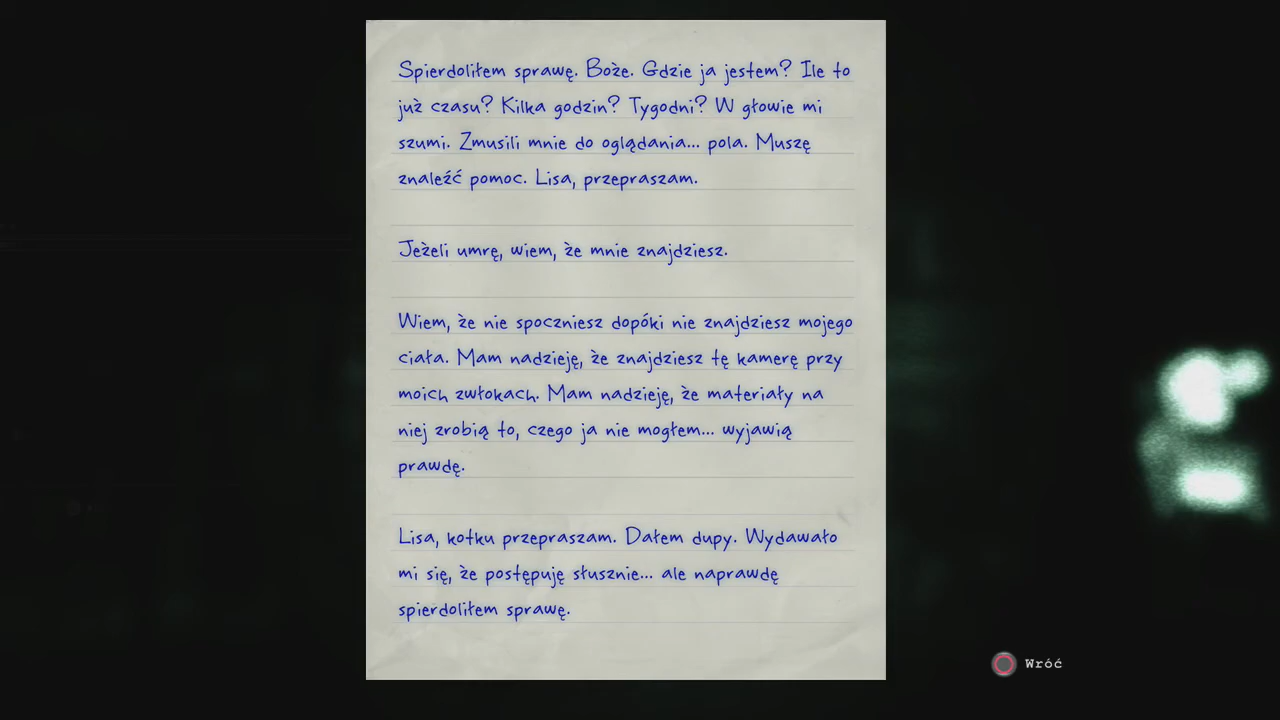 Spierdoliłem sprawę. Boże. Gdzie ja jestem? Ile to
już czasu? Kilka godzin? Tygodni? W głowie mi
szumi. Zmusili mnie do oglądania... pola. Muszę
znaleźć pomoc. Lisa, przepraszam.
Jeżeli umrę, wiem, że mnie znajdziesz.
Wiem, że nie spoczniesz dopóki nie znajdziesz mojego
ciała. Mam nadzieję, że znajdziesz tę kamerę przy
moich zwłokach. Mam nadzieję, że materiały na
niej zrobią to, czego ja nie mogłem... wyjawią
prawdę.
Lisa, kotku przepraszam. Dałem dupy. Wydawało
mi się, że postępuję słusznie... ale naprawdę
spierdoliłem sprawę.
Wróć